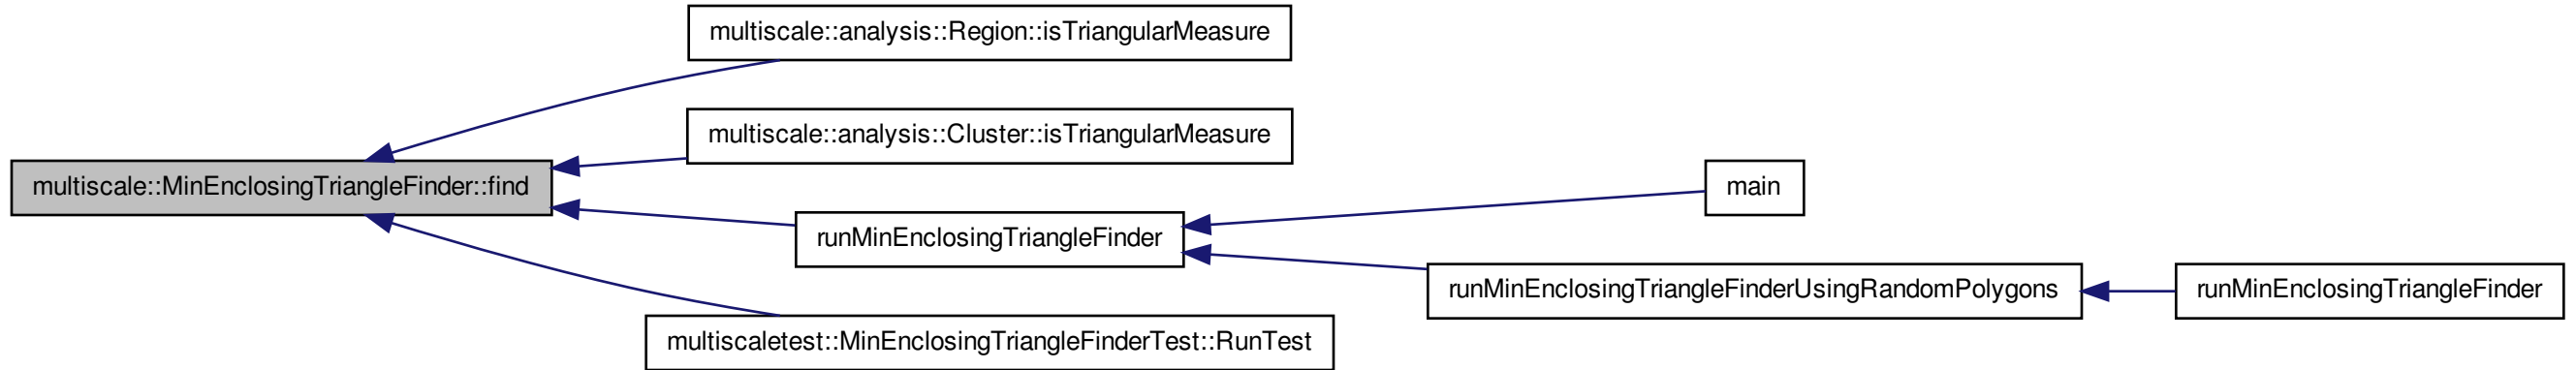 multiscale::analysis::Region::isTriangularMeasure
multiscale::analysis::Cluster::isTriangularMeasure
multiscale::MinEnclosingTriangleFinder::find
main
runMinEnclosingTriangleFinder
runMinEnclosingTriangleFinderUsingRandomPolygons
runMinEnclosingTriangleFinder
multiscaletest::MinEnclosingTriangleFinderTest::RunTest